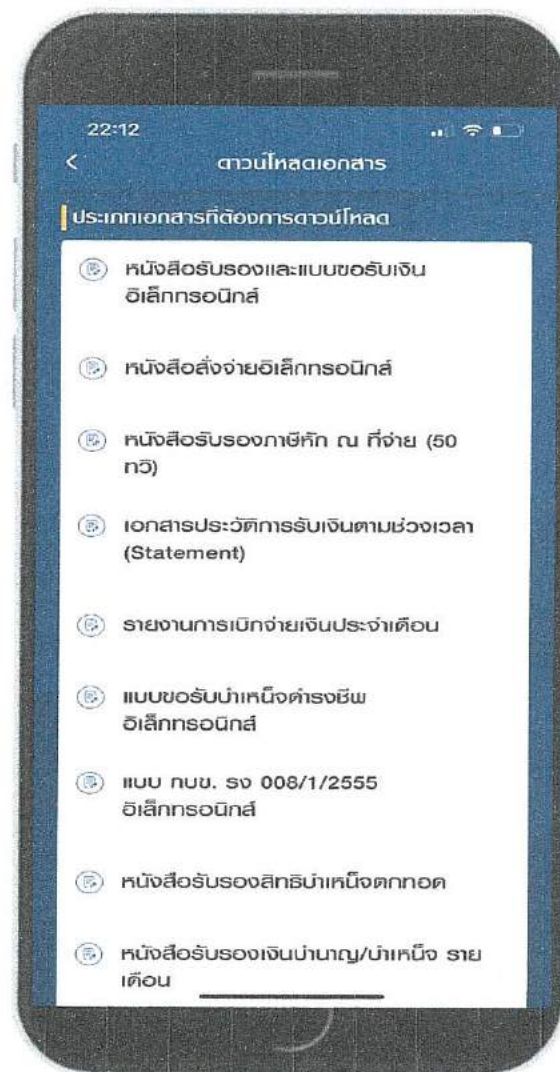 22:12
ดาวน์โหลดเอกสาร
ประเภทเอกสารที่ต้องการดาวน์โหลด
หนังสือรับรองและแบบขอรับเงิน
อิเล็กทรอนิกส์
หนังสือสั่งจ่ายอิเล็กทรอนิกส์
หนังสือรับรองภาษีหัก ณ ที่จ่าย (50
ทวิ)
เอกสารประวัติการรับเงินตามช่วงเวลา
(Statement)
รายงานการเบิกจ่ายเงินประจำเดือน
แบบขอรับบำเหน็จดำรงชีพ
อิเล็กทรอนิกส์
แบบ กบข. รง 008/1/2555
อิเล็กทรอนิกส์
หนังสือรับรองสิทธิบำเหน็จตกทอด
หนังสือรับรองเงินบำนาญ/บำเหน็จ ราย
เดือน